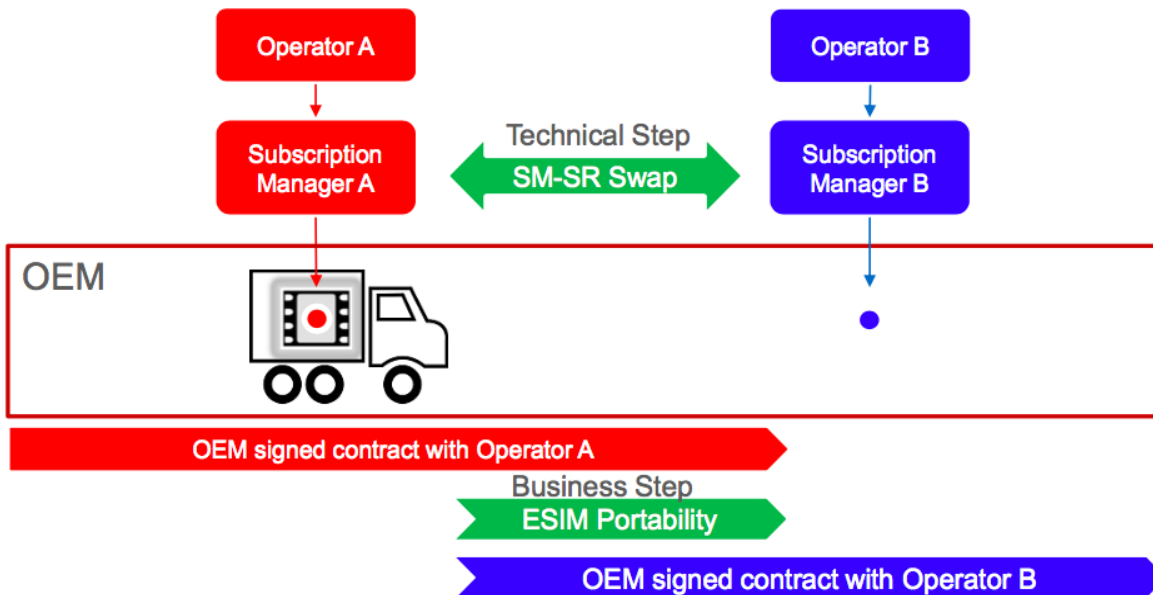 Operator A
Operator B
Subscription
Manager A
Technical Step
SM-SR Swap
Subscription
Manager B
OEM
OEM signed contract with Operator A
Business Step
ESIM Portability
OEM signed contract with Operator B